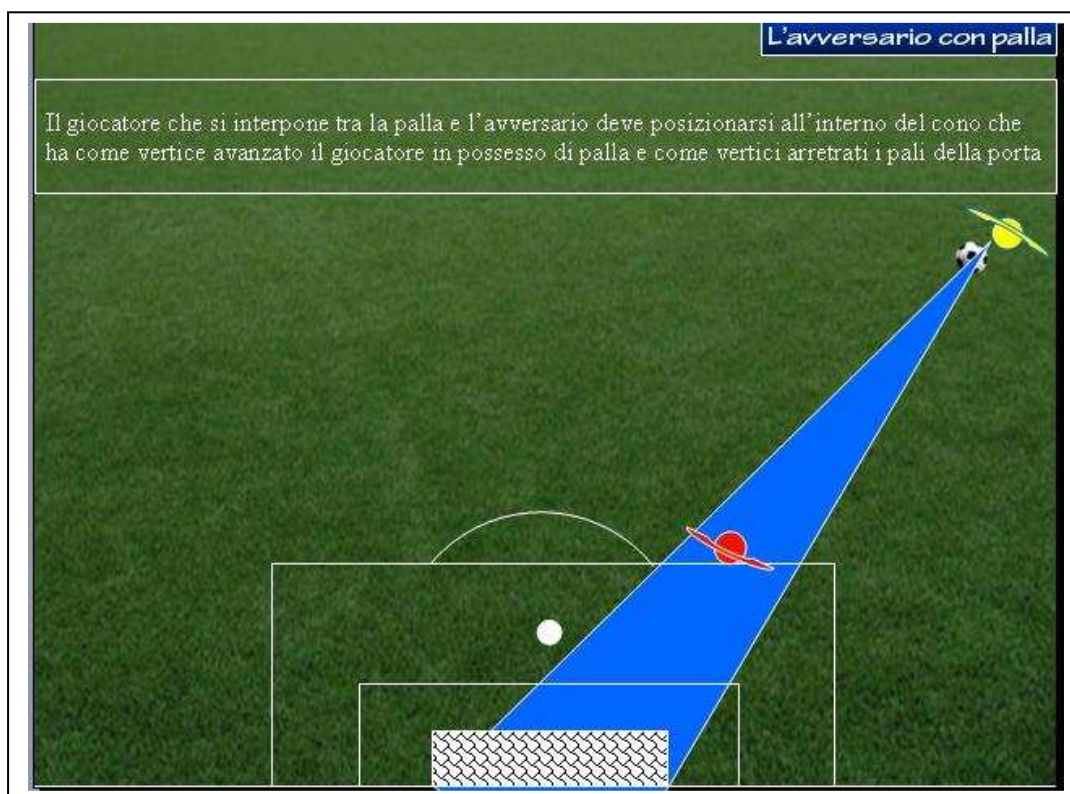 L'avversario con palla
Il giocatore che si interpone tra la palla e l'avversario deve posizionarsi all'interno del cono che
ha come vertice avanzato il giocatore in possesso di palla e come vertici arretrati i pali della porta